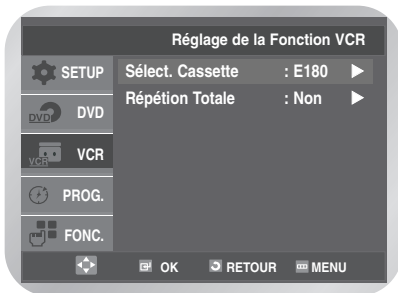 Réglage de la Fonction VCR
SETUP
Sélect. Cassette : E180
Répétion Totale : Non
DVD DVD
VCR VCR
PROG.
FONC.
OK RETOUR MENU